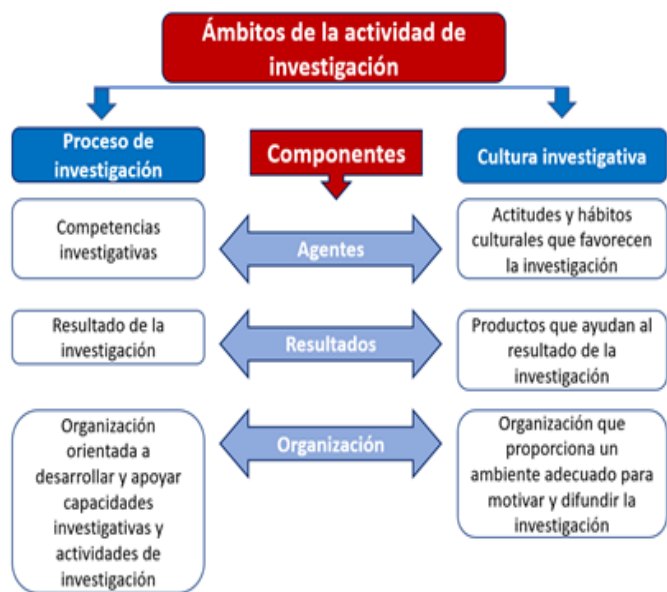 Ámbitos de la actividad de
investigación
Proceso de
investigación
Componentes
Cultura investigativa
Competencias
investigativas
Agentes
Actitudes y hábitos
culturales que favorecen
la investigación
Resultado de la
investigación
Resultados
Productos que ayudan al
resultado de la
investigación
Organización
orientada a
desarrollar y apoyar
capacidades
investigativas y
actividades de
investigación
Organización
Organización que
proporciona un
ambiente adecuado para
motivar y difundir la
investigación